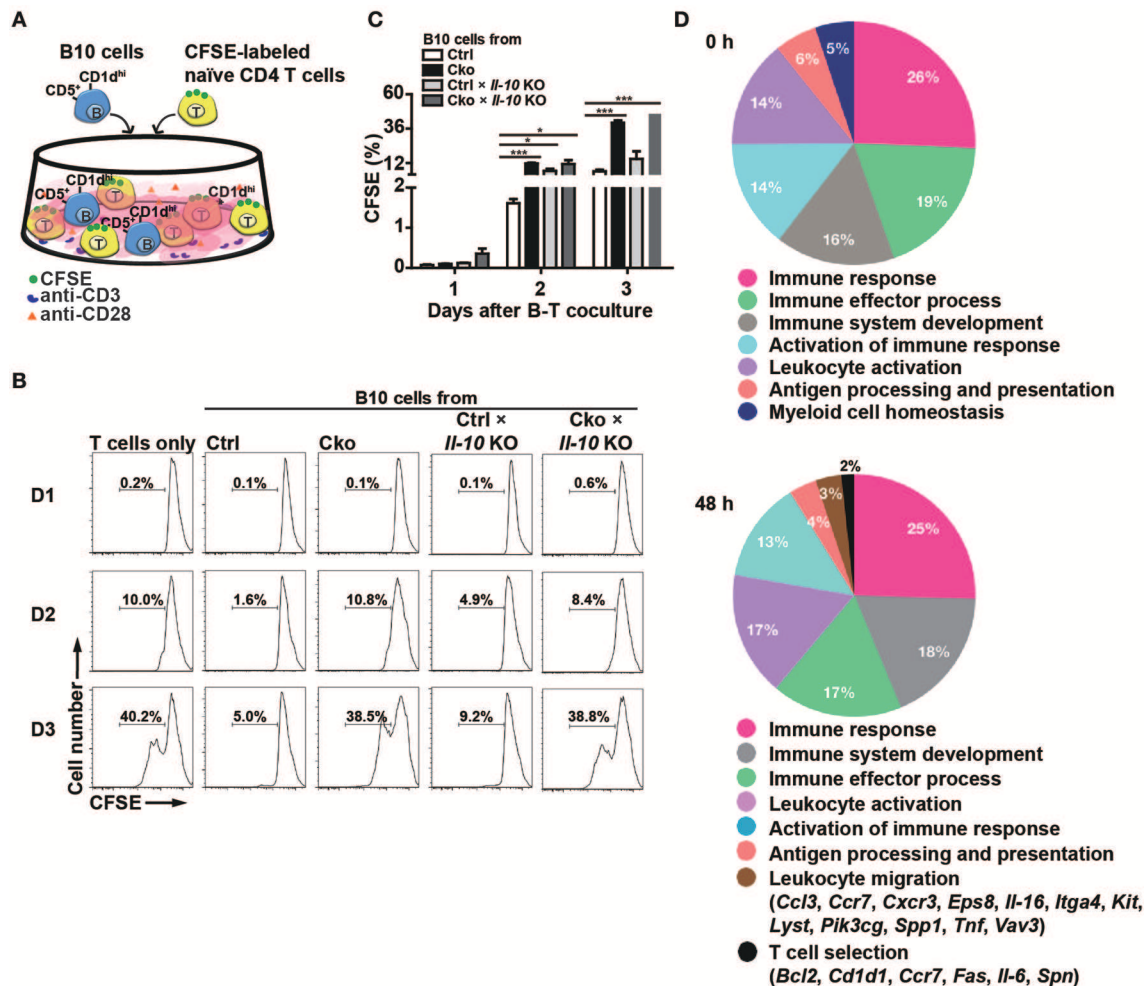 A
B10 cells
CD1dhi
CD5+
B
CFSE-labeled
naïve CD4 T cells
T
CD1dhi
CD5+
T
CD1dhi
CD1dhi
T
B
CD5+
T
T
B
T
T
CFSE
anti-CD3
anti-CD28
C
B10 cells from
Ctrl
Cko
Ctrl × Il-10 KO
Cko × Il-10 KO
CFSE (%)
60
36
12
2
1
0
*
*
***
***
***
1 2 3
Days after B-T coculture
B
B10 cells from
T cells only Ctrl Cko Ctrl × Il-10 KO Cko × Il-10 KO
D1 0.2% 0.1% 0.1% 0.1% 0.6%
D2 10.0% 1.6% 10.8% 4.9% 8.4%
D3 40.2% 5.0% 38.5% 9.2% 38.8%
Cell number
CFSE
D
0 h
26%
19%
16%
14%
14%
6%
5%
Immune response
Immune effector process
Immune system development
Activation of immune response
Leukocyte activation
Antigen processing and presentation
Myeloid cell homeostasis
48 h
25%
18%
17%
17%
13%
4%
3%
2%
Immune response
Immune system development
Immune effector process
Leukocyte activation
Activation of immune response
Antigen processing and presentation
Leukocyte migration
(Ccl3, Ccr7, Cxcr3, Eps8, Il-16, Itga4, Kit,
Lyst, Pik3cg, Spp1, Tnf, Vav3)
T cell selection
(Bcl2, Cd1d1, Ccr7, Fas, Il-6, Spn)